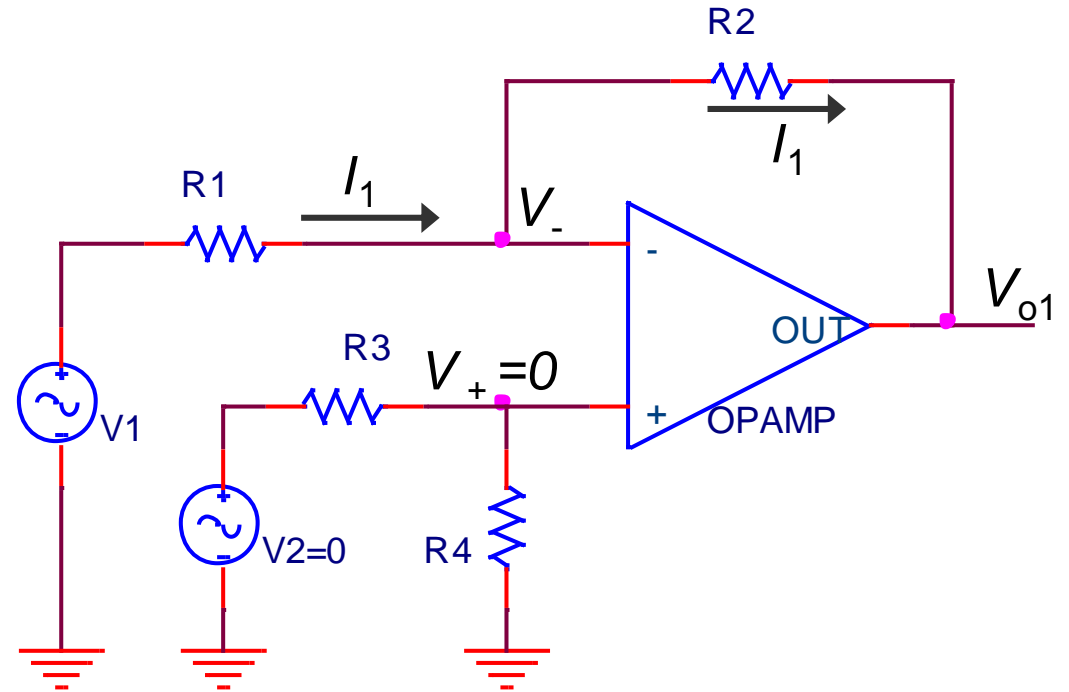 R2
I1
R1
I1
V-
-
Vo1
OUT
R3
V+ =0
+
OPAMP
+
-
V1
+
-
V2=0
R4